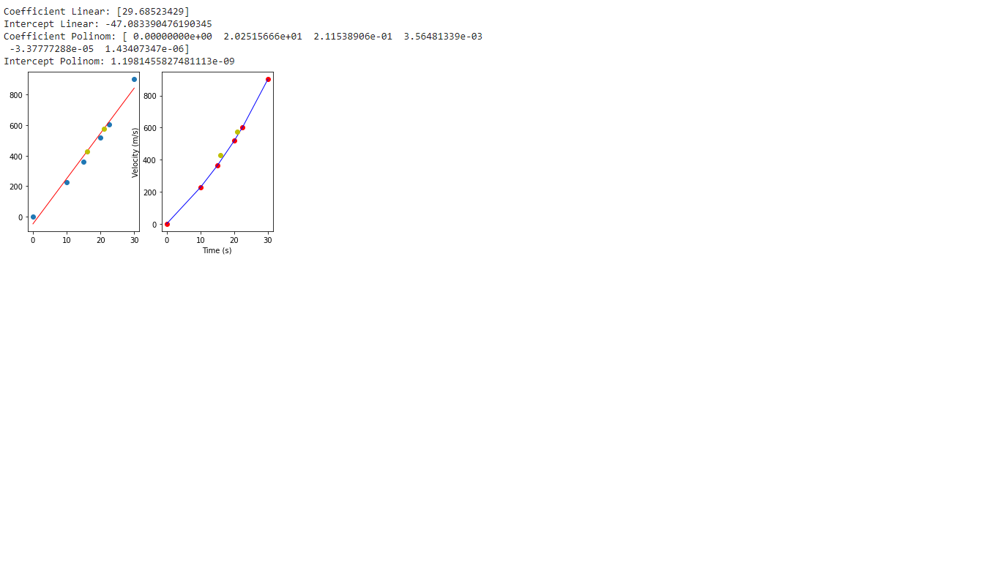 Coefficient Linear: [29.68523429]
Intercept Linear: -47.083390476190345
Coefficient Polinom: [ 0.00000000e+00  2.02515666e+01  2.11538906e-01  3.56481339e-03
 -3.37777288e-05  1.43407347e-06]
Intercept Polinom: 1.1981455827481113e-09
800
600
400
200
0
0 10 20 30
Velocity (m/s)
800
600
400
200
0
0 10 20 30
Time (s)